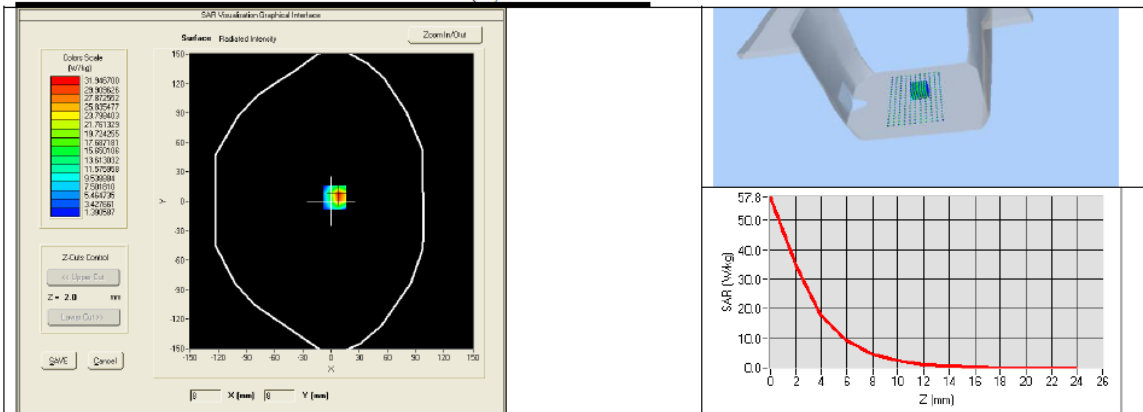 SAR Visualisation Graphical Interface
Surface Radiated Intensity
Zoom In/Out
Colors Scale
(W/kg)
31.946700
29.909626
27.872552
25.835477
23.798403
21.761329
19.724255
17.687181
15.650106
13.613032
11.575958
9.538884
7.501810
5.464735
3.427661
1.390587
150-
120-
90-
60-
30-
Y
0-
-30-
-60-
-90-
-120-
-150-
-150 -120 -90 -60 -30 0 30 60 90 120 150
X
Z-Cuts Control
<< Upper Cut
Z = 2.0 mm
Lower Cut >>
SAVE
Cancel
8 X (mm) 8 Y (mm)
57.8-
50.0-
40.0-
30.0-
20.0-
10.0-
0.0-
SAR (W/kg)
0 2 4 6 8 10 12 14 16 18 20 22 24 26
Z (mm)